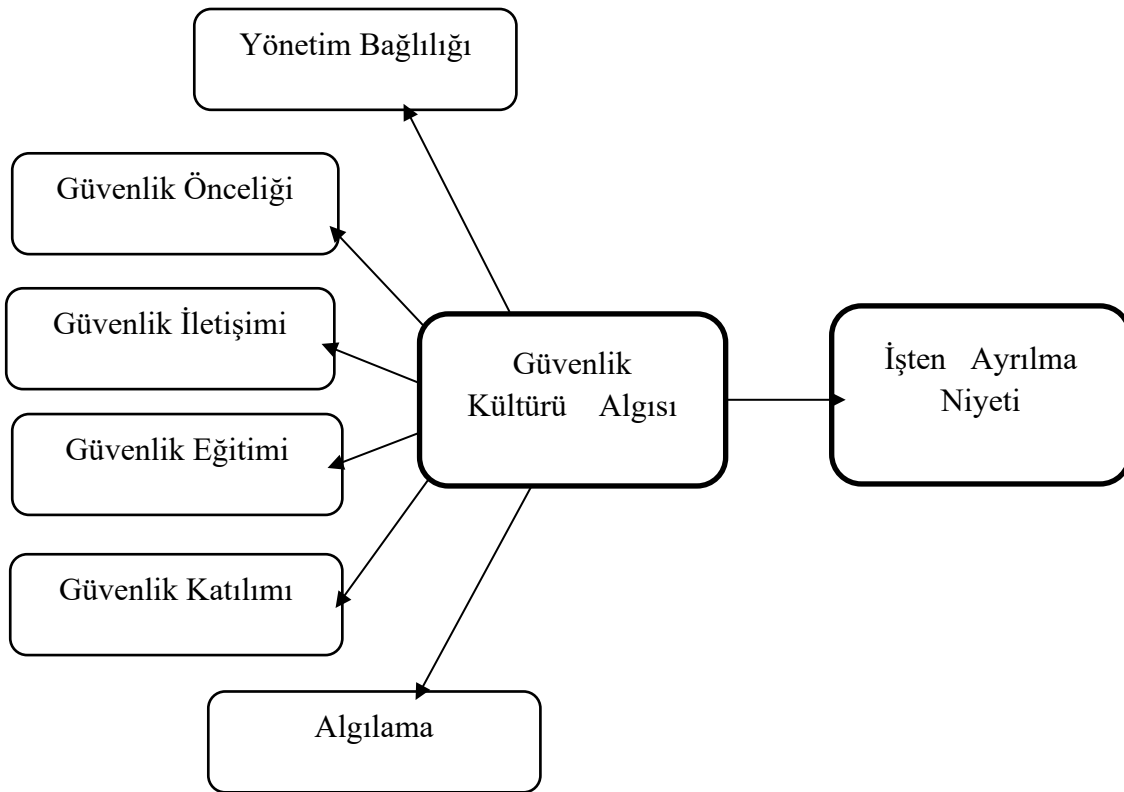 Yönetim Bağlılığı
Güvenlik Önceliği
Güvenlik İletişimi
Güvenlik Eğitimi
Güvenlik Katılımı
Algılama
Güvenlik
Kültürü Algısı
İşten Ayrılma
Niyeti